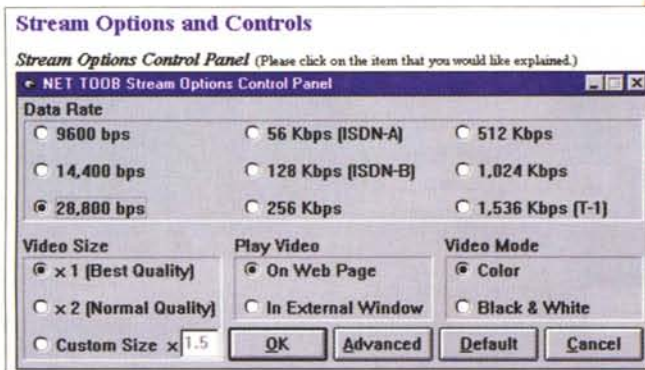 Stream Options and Controls
Stream Options Control Panel (Please click on the item that you would like explained.)
NET TOOB Stream Options Control Panel
Data Rate
9600 bps 56 Kbps (ISDN-A) 512 Kbps
14,400 bps 128 Kbps (ISDN-B) 1,024 Kbps
28,800 bps 256 Kbps 1,536 Kbps (T-1)
Video Size Play Video Video Mode
x 1 (Best Quality) On Web Page Color
x 2 (Normal Quality) In External Window Black & White
Custom Size x 1.5 OK Advanced Default Cancel